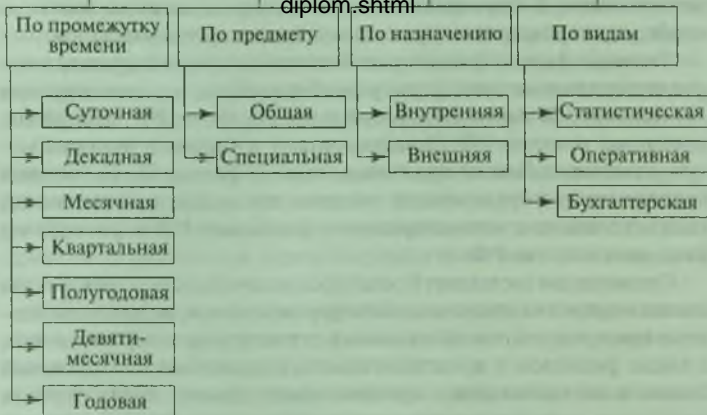 diplom.shtml
По промежутку
времени
По предмету
По назначению
По видам
Суточная
Декадная
Месячная
Квартальная
Полугодовая
Девяти-
месячная
Годовая
Общая
Специальная
Внутренняя
Внешняя
Статистическая
Оперативная
Бухгалтерская